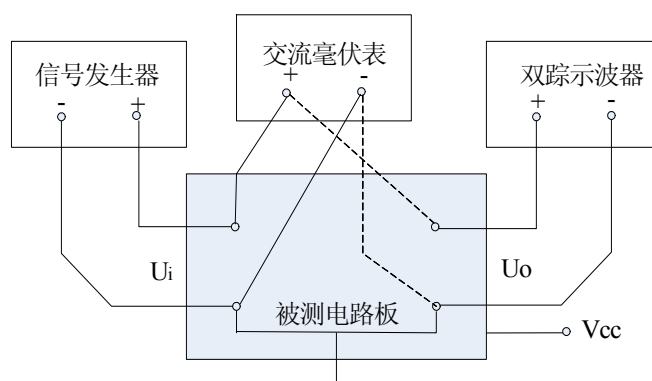 信号发生器
- +
交流毫伏表
+ -
双踪示波器
+ -
Ui
Uo
被测电路板
Vcc